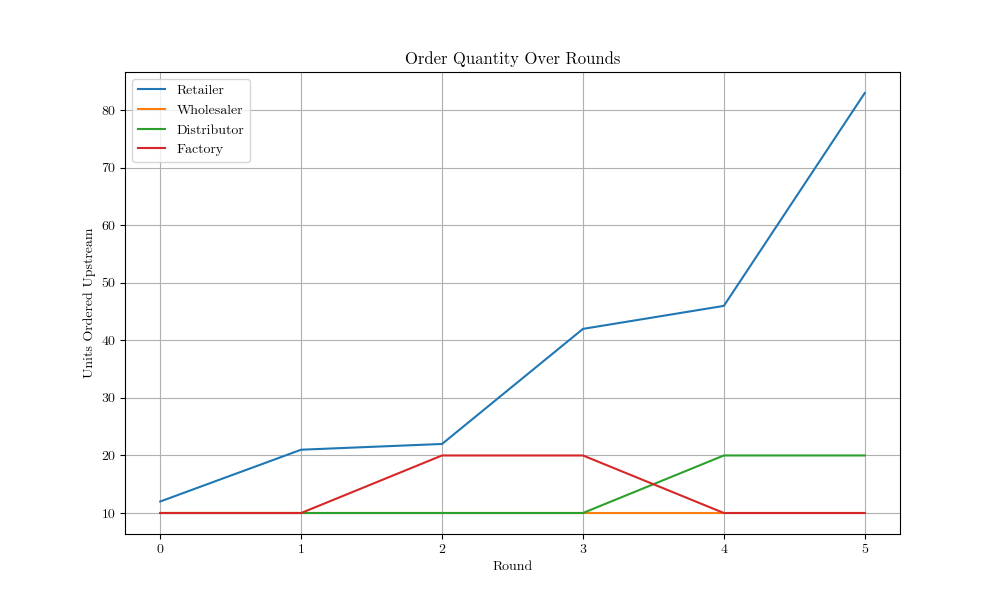 Order Quantity Over Rounds
Retailer
Wholesaler
Distributor
Factory
Units Ordered Upstream
80
70
60
50
40
30
20
10
0 1 2 3 4 5
Round